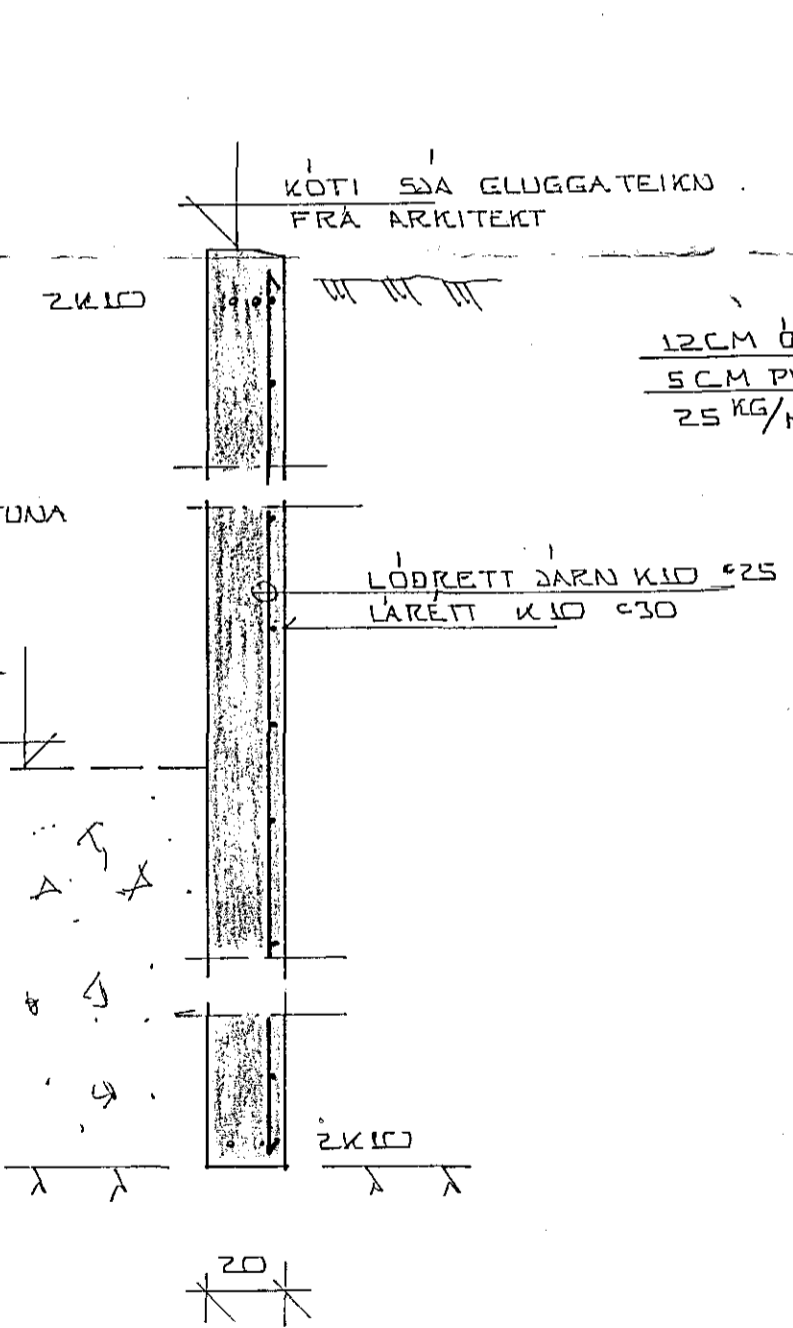 KÓTI SJÁ GLUGGATEIKN.
FRÁ ARKITEKT
2K10
12CM
5CM
25 KG/
LÓÐRÉTT JÁRN K10 c25
LÁRÉTT K10 c30
2K10
20